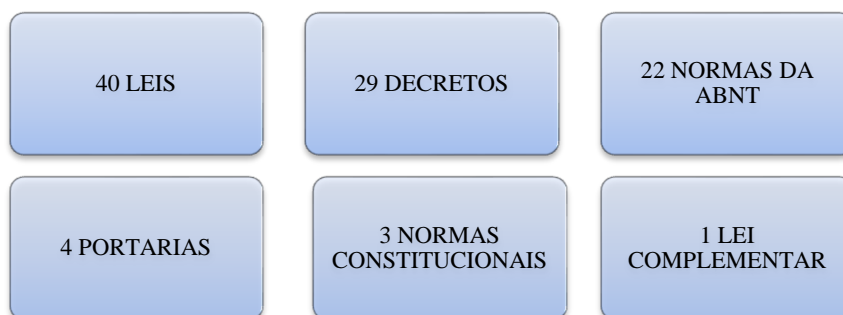 40 LEIS
29 DECRETOS
22 NORMAS DA
ABNT
4 PORTARIAS
3 NORMAS
CONSTITUCIONAIS
1 LEI
COMPLEMENTAR